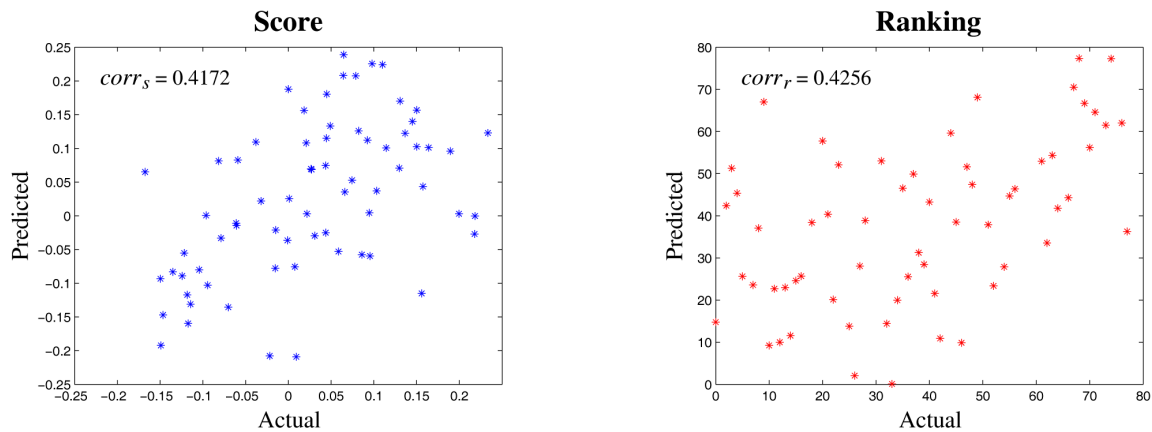 Score
0.25
0.2
0.15
0.1
0.05
0
−0.05
−0.1
−0.15
−0.2
−0.25
Predicted
corr_s = 0.4172
−0.25 −0.2 −0.15 −0.1 −0.05 0 0.05 0.1 0.15 0.2
Actual
Ranking
80
70
60
50
40
30
20
10
0
Predicted
corr_r = 0.4256
0 10 20 30 40 50 60 70 80
Actual